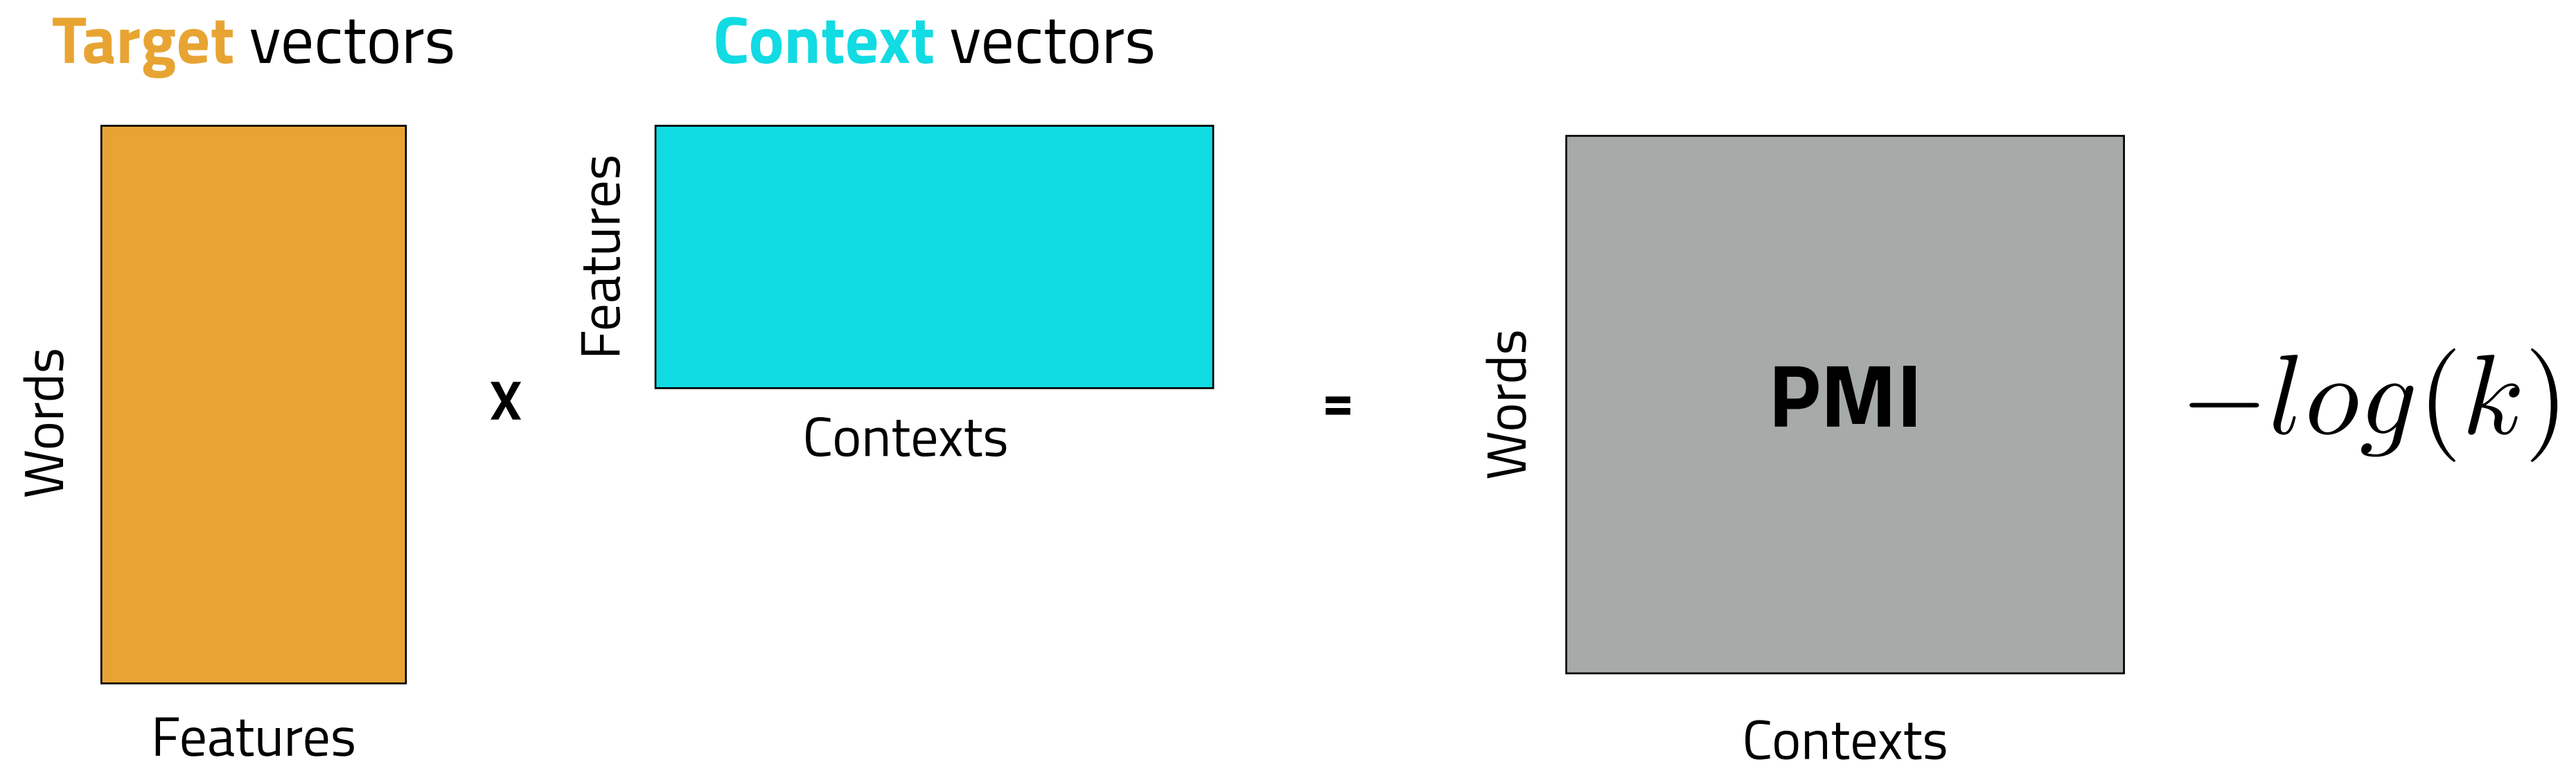 Target vectors
Context vectors
Words
Features
x
Features
Contexts
=
Words
PMI
Contexts
−log(k)